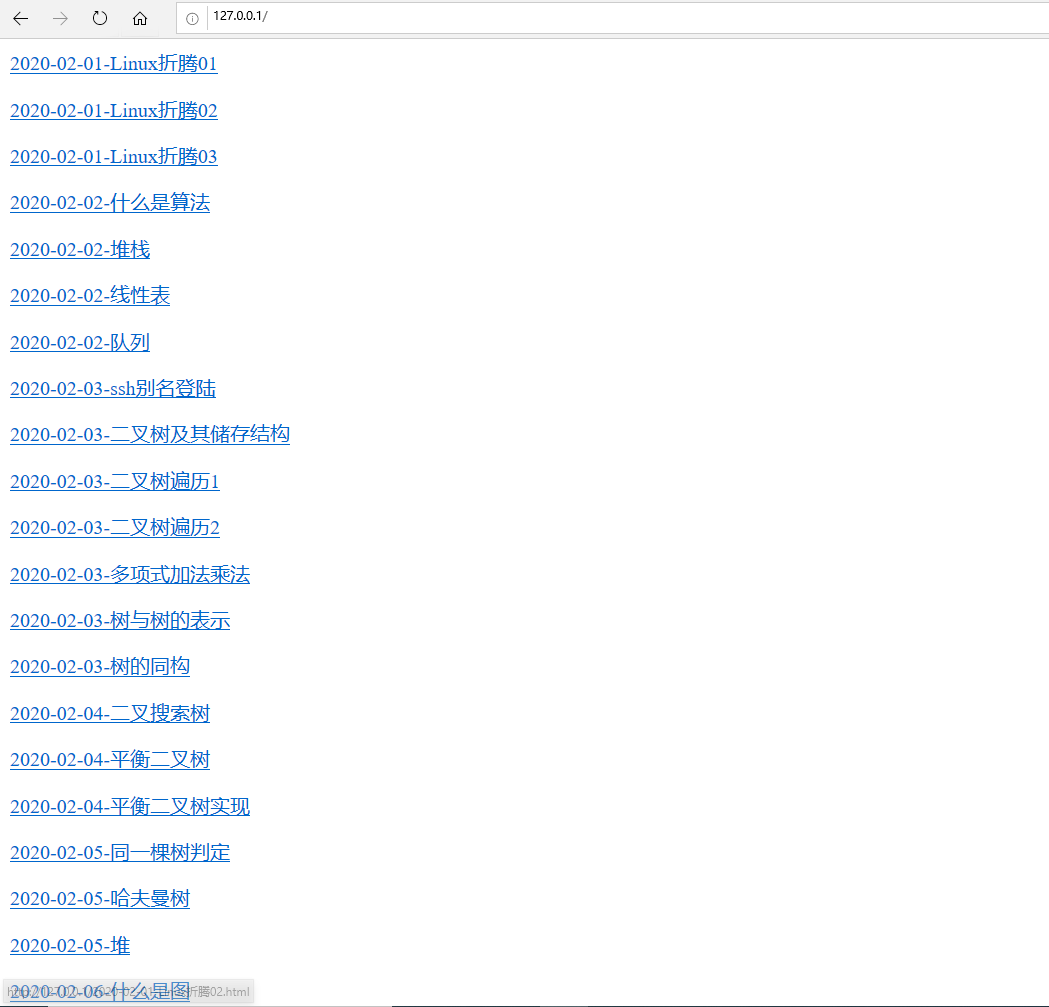 127.0.0.1/
2020-02-01-Linux折腾01
2020-02-01-Linux折腾02
2020-02-01-Linux折腾03
2020-02-02-什么是算法
2020-02-02-堆栈
2020-02-02-线性表
2020-02-02-队列
2020-02-03-ssh别名登陆
2020-02-03-二叉树及其储存结构
2020-02-03-二叉树遍历1
2020-02-03-二叉树遍历2
2020-02-03-多项式加法乘法
2020-02-03-树与树的表示
2020-02-03-树的同构
2020-02-04-二叉搜索树
2020-02-04-平衡二叉树
2020-02-04-平衡二叉树实现
2020-02-05-同一棵树判定
2020-02-05-哈夫曼树
2020-02-05-堆
2020-02-06-什么是图
折腾02.html